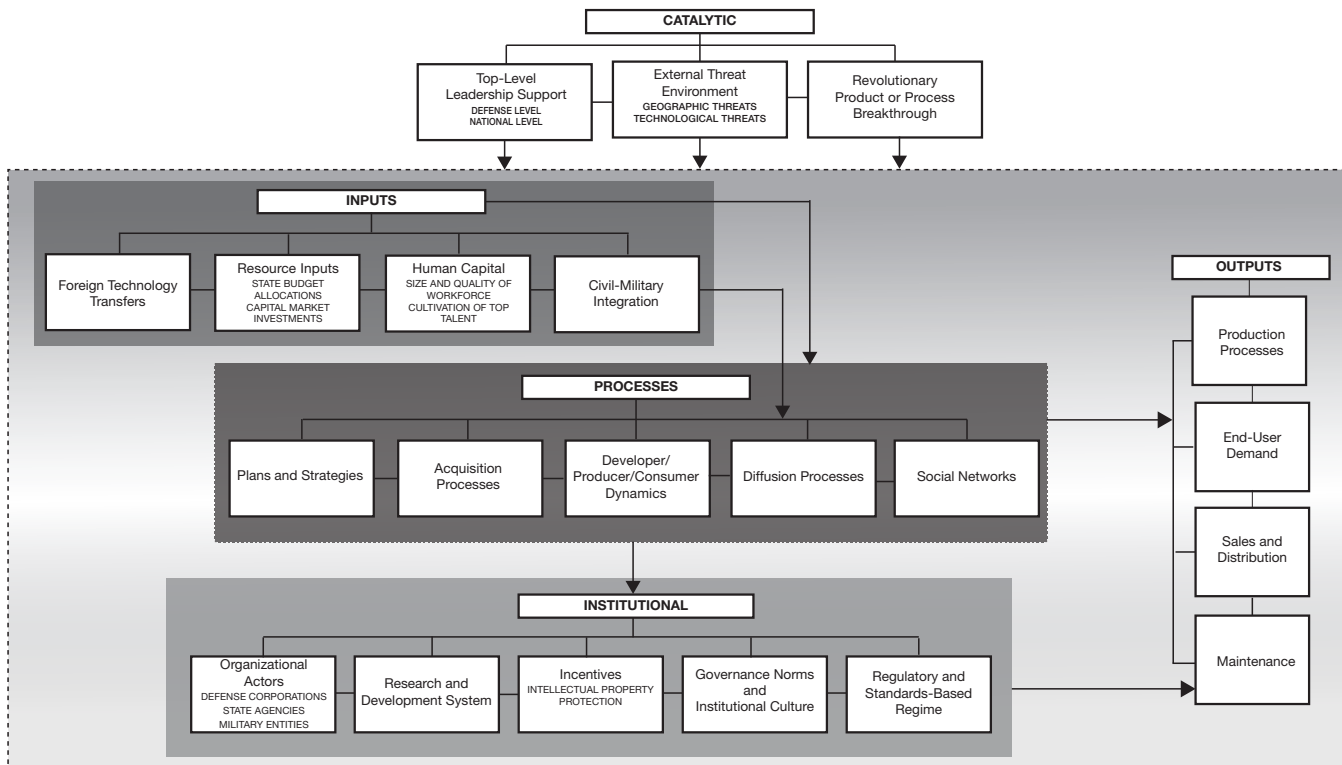 CATALYTIC
Top-Level
Leadership Support
DEFENSE LEVEL
NATIONAL LEVEL
External Threat
Environment
GEOGRAPHIC THREATS
TECHNOLOGICAL THREATS
Revolutionary
Product or Process
Breakthrough
INPUTS
Foreign Technology
Transfers
Resource Inputs
STATE BUDGET
ALLOCATIONS
CAPITAL MARKET
INVESTMENTS
Human Capital
SIZE AND QUALITY OF
WORKFORCE
CULTIVATION OF TOP
TALENT
Civil-Military
Integration
PROCESSES
Plans and Strategies
Acquisition
Processes
Developer/
Producer/Consumer
Dynamics
Diffusion Processes
Social Networks
INSTITUTIONAL
Organizational
Actors
DEFENSE CORPORATIONS
STATE AGENCIES
MILITARY ENTITIES
Research and
Development System
Incentives
INTELLECTUAL PROPERTY
PROTECTION
Governance Norms
and
Institutional Culture
Regulatory and
Standards-Based
Regime
OUTPUTS
Production
Processes
End-User
Demand
Sales and
Distribution
Maintenance